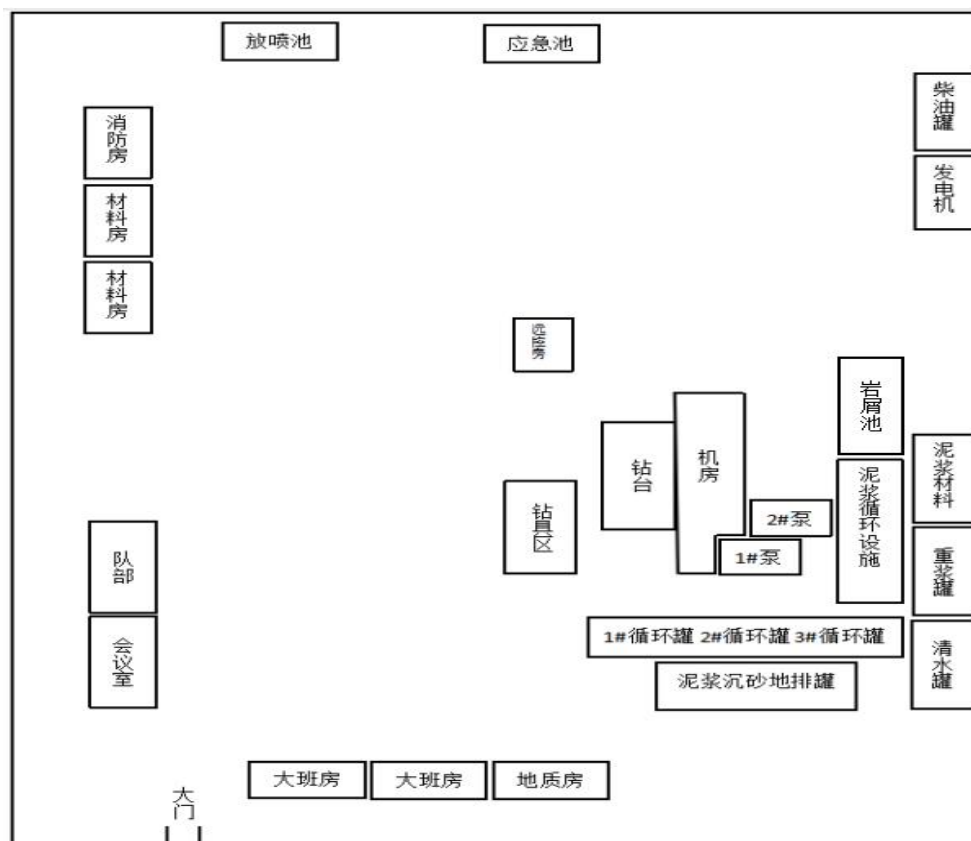 放喷池
应急池
柴油罐
消防房
发电机
材料房
材料房
远控房
岩屑池
钻台
机房
泥浆材料
泥浆循环设施
钻具区
2#泵
队部
重浆罐
1#泵
1#循环罐 2#循环罐 3#循环罐
会议室
清水罐
泥浆沉砂地排罐
大班房
大班房
地质房
大门